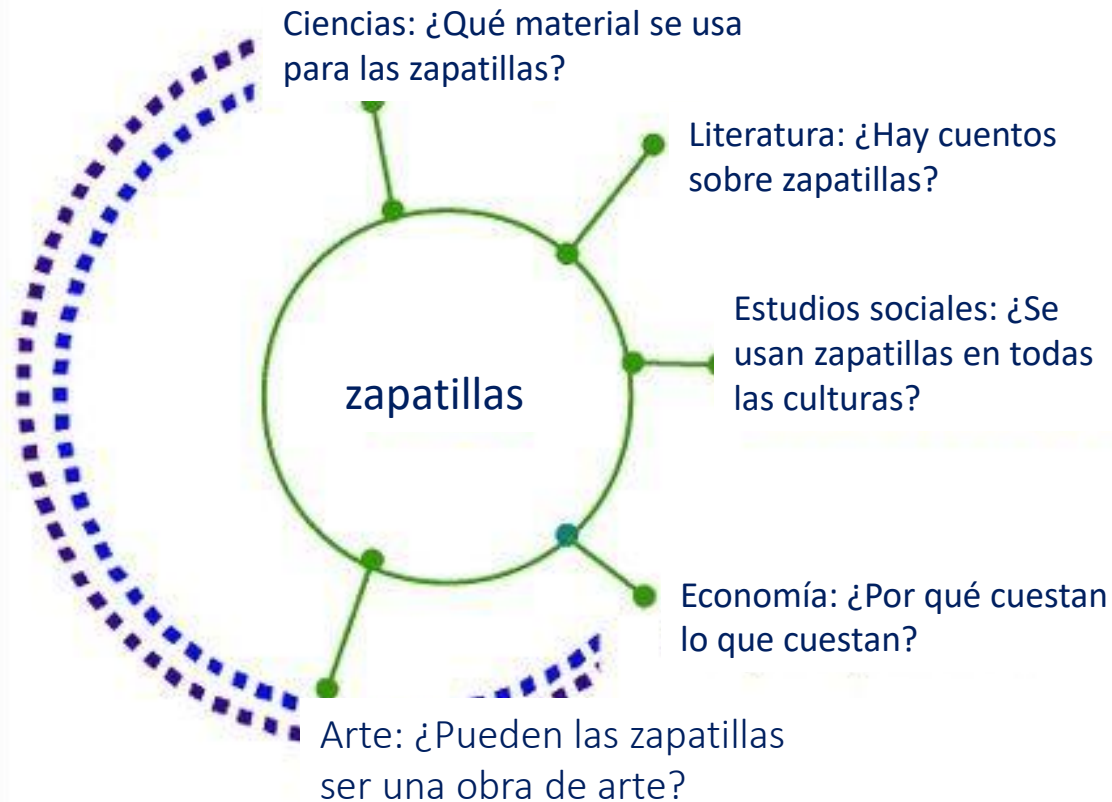 Ciencias: ¿Qué material se usa
para las zapatillas?
Literatura: ¿Hay cuentos
sobre zapatillas?
Estudios sociales: ¿Se
usan zapatillas en todas
las culturas?
zapatillas
Economía: ¿Por qué cuestan
lo que cuestan?
Arte: ¿Pueden las zapatillas
ser una obra de arte?